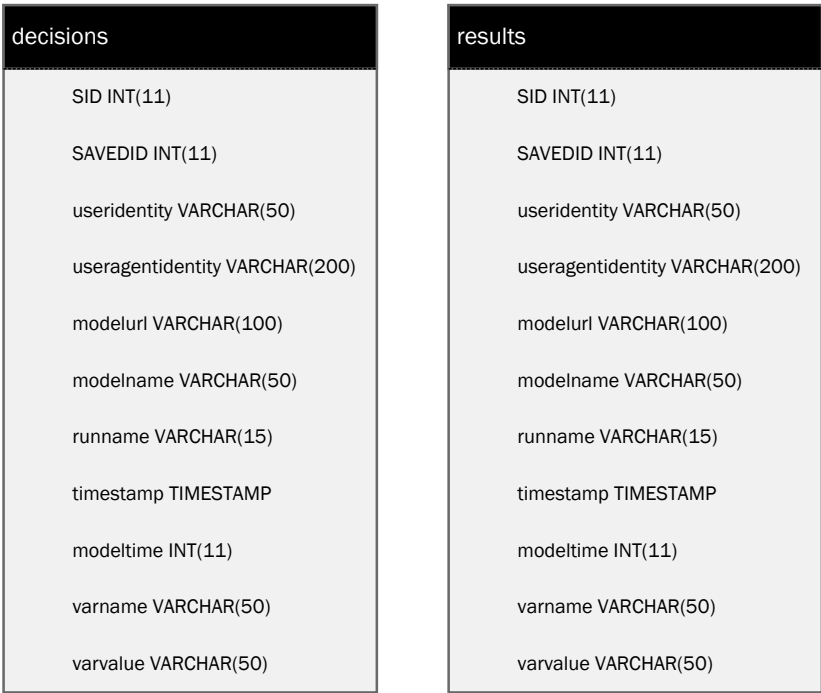 decisions
SID INT(11)
SAVEDID INT(11)
useridentity VARCHAR(50)
useragentidentity VARCHAR(200)
modelurl VARCHAR(100)
modelname VARCHAR(50)
runname VARCHAR(15)
timestamp TIMESTAMP
modeltime INT(11)
varname VARCHAR(50)
varvalue VARCHAR(50)
results
SID INT(11)
SAVEDID INT(11)
useridentity VARCHAR(50)
useragentidentity VARCHAR(200)
modelurl VARCHAR(100)
modelname VARCHAR(50)
runname VARCHAR(15)
timestamp TIMESTAMP
modeltime INT(11)
varname VARCHAR(50)
varvalue VARCHAR(50)